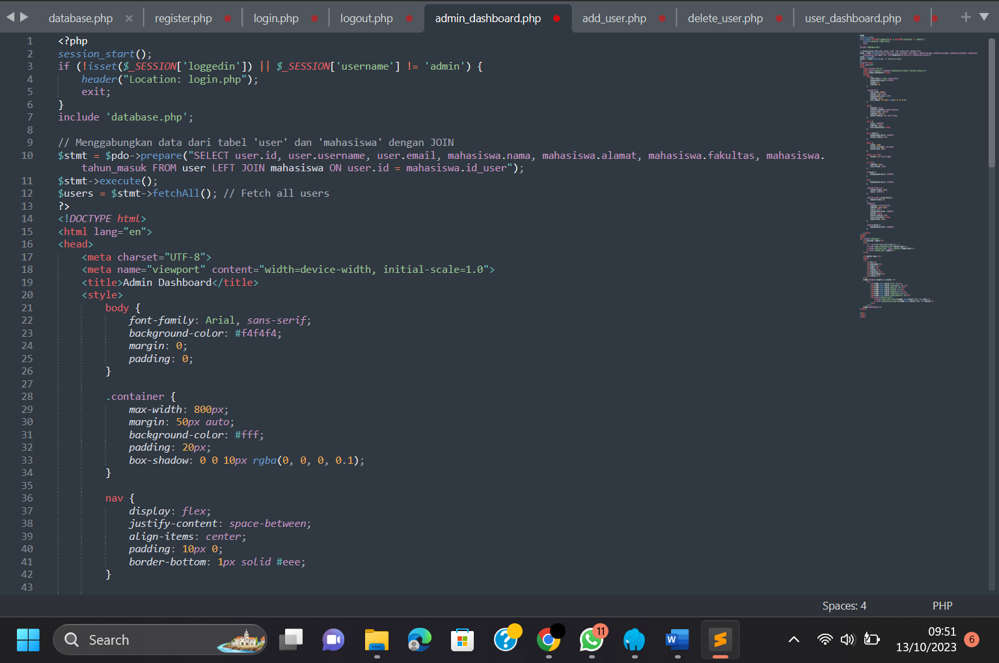 database.php × register.php login.php logout.php admin_dashboard.php add_user.php delete_user.php user_dashboard.php +
1 <?php
2 session_start();
3 if (!isset($_SESSION['loggedin']) || $_SESSION['username'] != 'admin') {
4 header("Location: login.php");
5 exit;
6 }
7 include 'database.php';
8
9 // Menggabungkan data dari tabel 'user' dan 'mahasiswa' dengan JOIN
10 $stmt = $pdo->prepare("SELECT user.id, user.username, user.email, mahasiswa.nama, mahasiswa.alamat, mahasiswa.fakultas, mahasiswa.
tahun_masuk FROM user LEFT JOIN mahasiswa ON user.id = mahasiswa.id_user");
11 $stmt->execute();
12 $users = $stmt->fetchAll(); // Fetch all users
13 ?>
14 <!DOCTYPE html>
15 <html lang="en">
16 <head>
17 <meta charset="UTF-8">
18 <meta name="viewport" content="width=device-width, initial-scale=1.0">
19 <title>Admin Dashboard</title>
20 <style>
21 body {
22 font-family: Arial, sans-serif;
23 background-color: #f4f4f4;
24 margin: 0;
25 padding: 0;
26 }
27
28 .container {
29 max-width: 800px;
30 margin: 50px auto;
31 background-color: #fff;
32 padding: 20px;
33 box-shadow: 0 0 10px rgba(0, 0, 0, 0.1);
34 }
35
36 nav {
37 display: flex;
38 justify-content: space-between;
39 align-items: center;
40 padding: 10px 0;
41 border-bottom: 1px solid #eee;
42 }
43
Spaces: 4 PHP
Search 11 W 09:51 6
13/10/2023